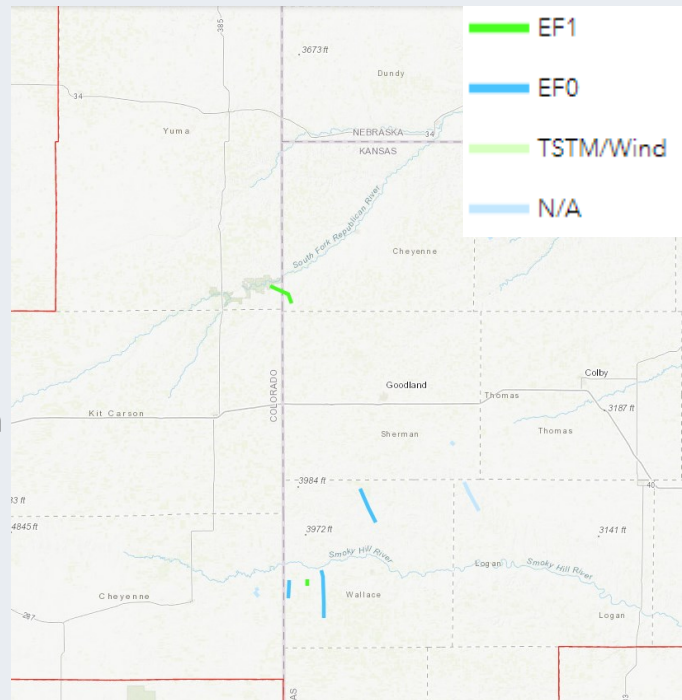 EF1
EF0
TSTM/Wind
N/A
385
3673 ft
Dundy
34
Yuma
NEBRASKA
34
KANSAS
South Fork Republican River
Cheyenne
COLORADO
Goodland
Colby
Thomas
Kit Carson
3187 ft
Sherman
Thomas
3984 ft
40
83 ft
4845 ft
3972 ft
3141 ft
Smoky Hill River
Logan
Smoky Hill River
Cheyenne
Wallace
287
Logan
AS